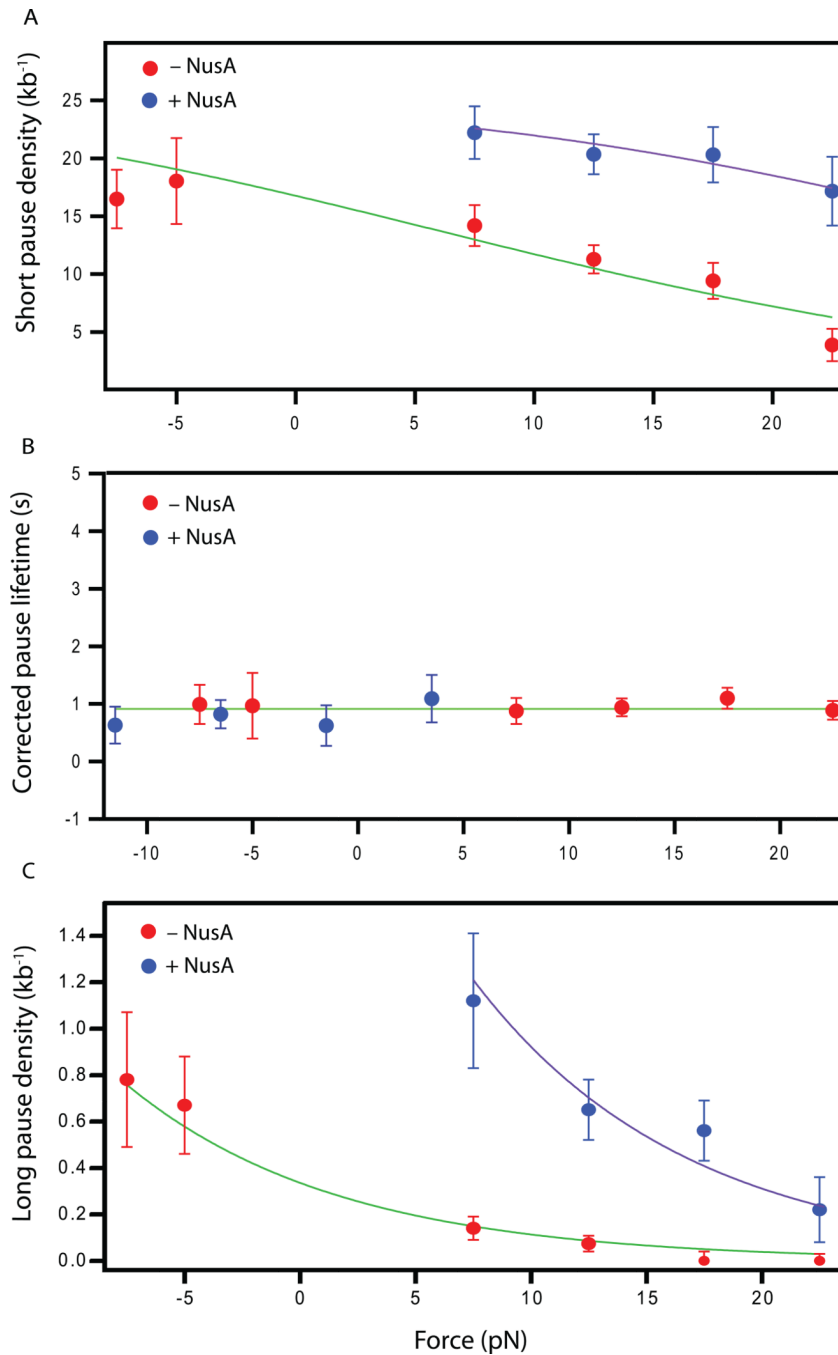 A
Short pause density (kb⁻¹)
– NusA
+ NusA
25
20
15
10
5
-5 0 5 10 15 20
B
Corrected pause lifetime (s)
– NusA
+ NusA
5
4
3
2
1
0
-1
-10 -5 0 5 10 15 20
C
Long pause density (kb⁻¹)
– NusA
+ NusA
1.4
1.2
1.0
0.8
0.6
0.4
0.2
0.0
-5 0 5 10 15 20
Force (pN)